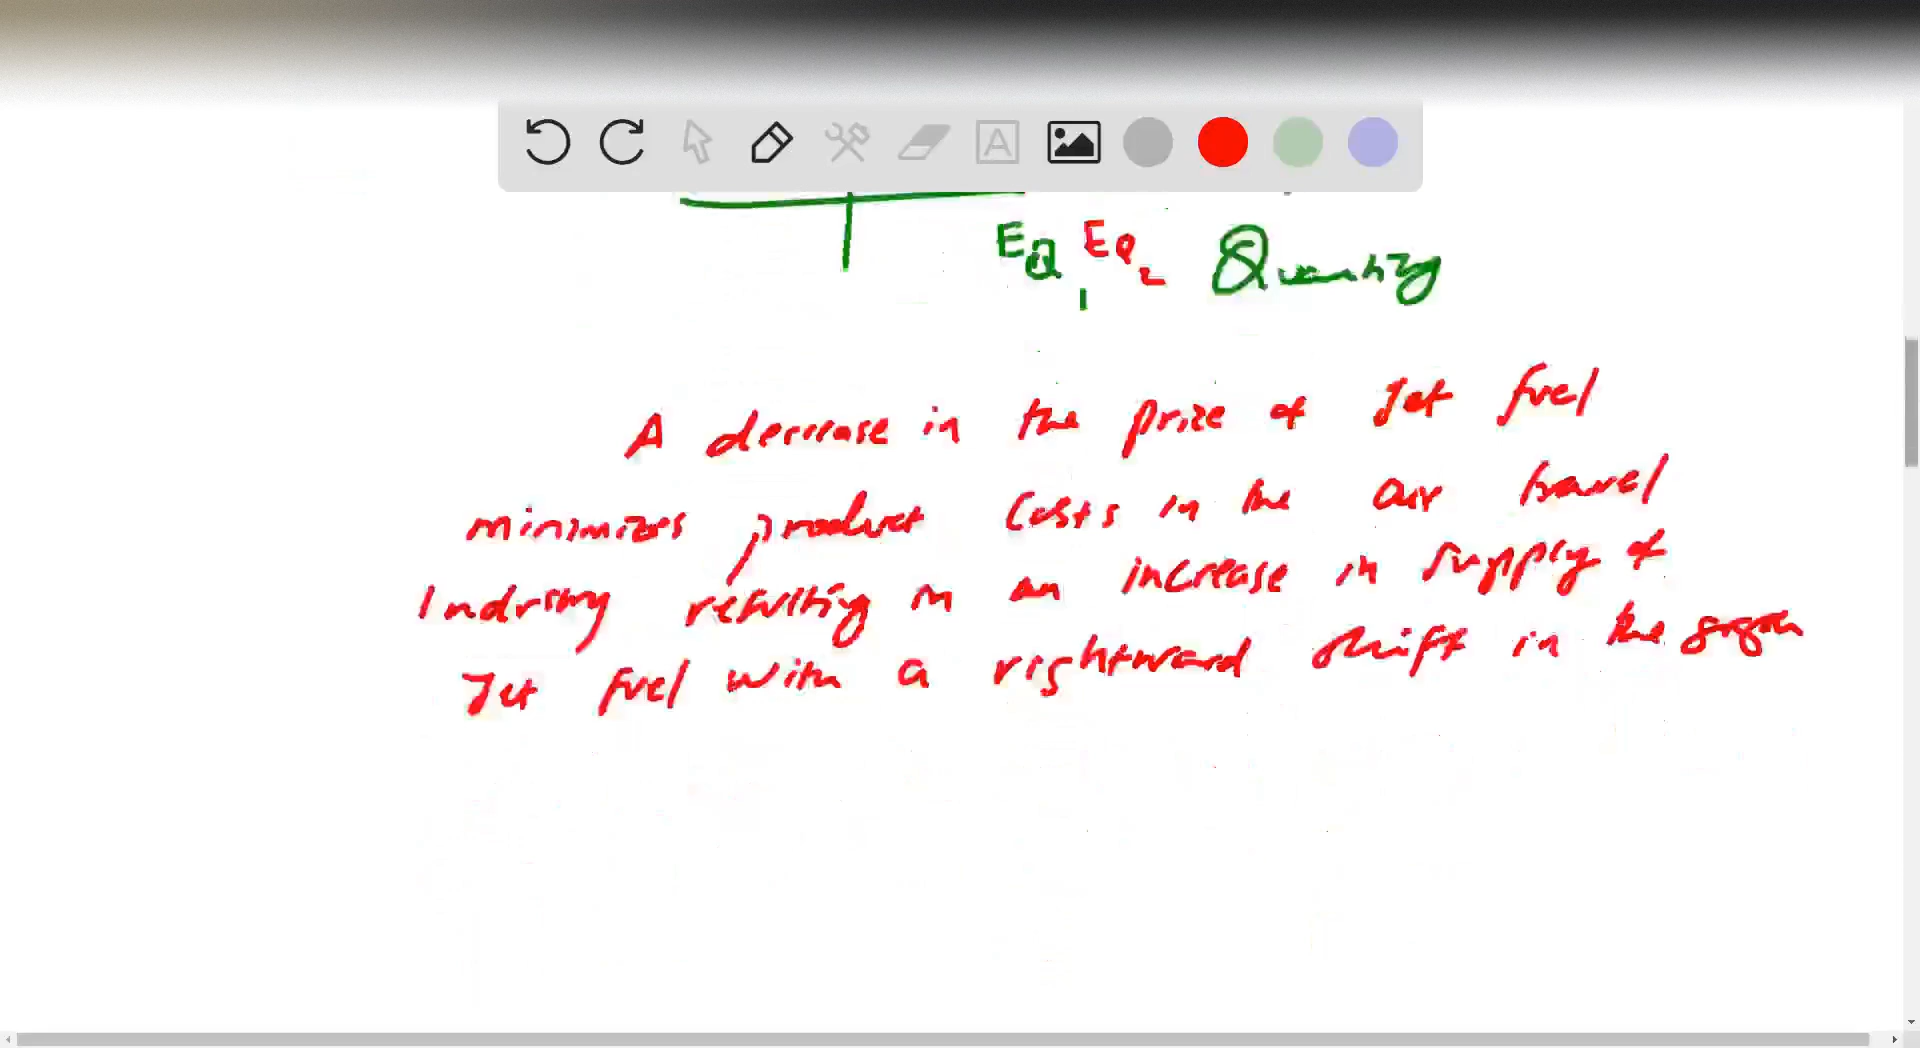 A
EQ1 EQ2 Quantity
A decrease in the prize of Jet fuel
minimizes product costs in the air travel
Industry resulting in an increase in supply of
Jet fuel with a rightward shift in the graph